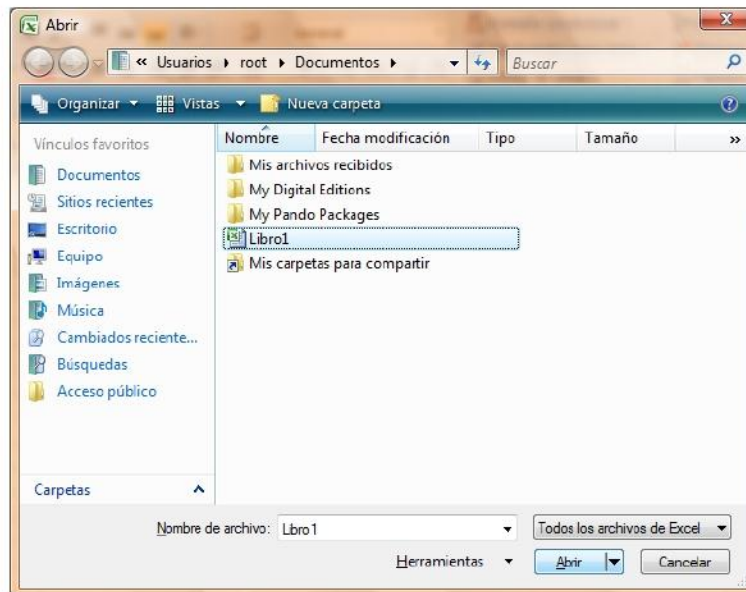 Abrir
« Usuarios ▸ root ▸ Documentos ▸ Buscar
Organizar Vistas Nueva carpeta
Vínculos favoritos
Documentos
Sitios recientes
Escritorio
Equipo
Imágenes
Música
Cambiados reciente...
Búsquedas
Acceso público
Carpetas
Nombre Fecha modificación Tipo Tamaño »
Mis archivos recibidos
My Digital Editions
My Pando Packages
Libro1
Mis carpetas para compartir
Nombre de archivo: Libro1 Todos los archivos de Excel
Herramientas Abrir Cancelar